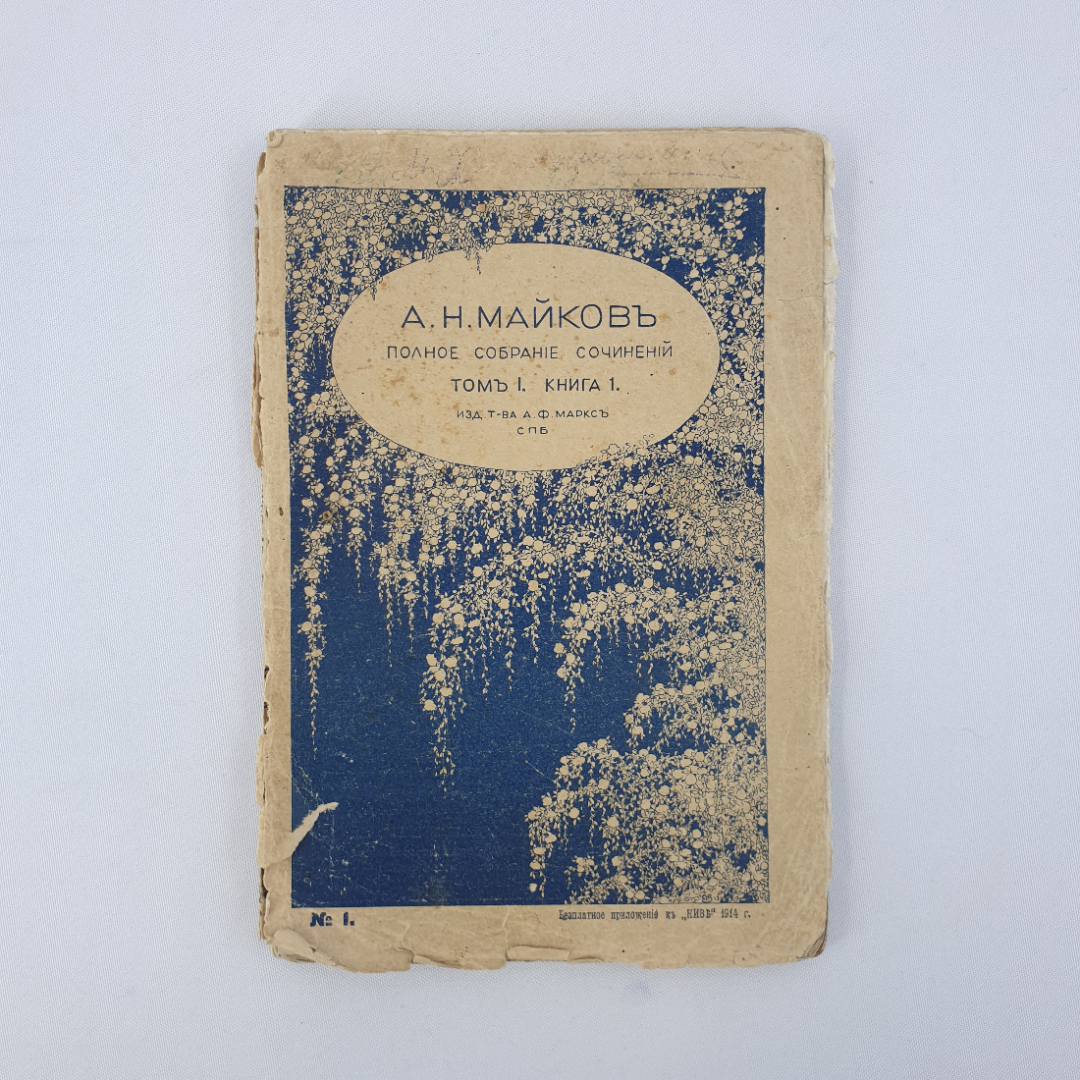 А. Н. МАЙКОВЪ
ПОЛНОЕ СОБРАНІЕ СОЧИНЕНІЙ
ТОМЪ I. КНИГА 1.
ИЗД. Т-ВА А. Ф. МАРКСЪ
СПБ
№ 1.
Безплатное приложеніе къ „НИВѢ“ 1914 г.